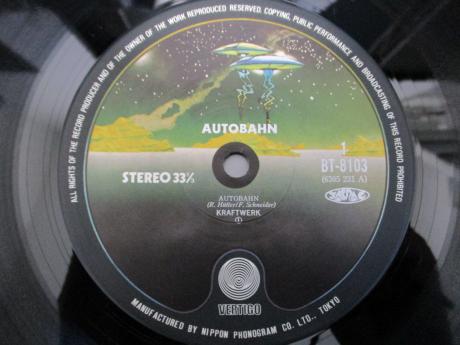 ALL RIGHTS OF THE RECORD PRODUCER AND OF THE OWNER OF THE WORK REPRODUCED RESERVED. COPYING, PUBLIC PERFORMANCE AND BROADCASTING OF THIS RECORD PROHIBITED
AUTOBAHN
1
STEREO 33⅓
BT-8103
(6305 231 A)
AUTOBAHN
(R. Hütter/F. Schneider)
KRAFTWERK
①
VERTIGO
MANUFACTURED BY NIPPON PHONOGRAM CO. LTD., TOKYO